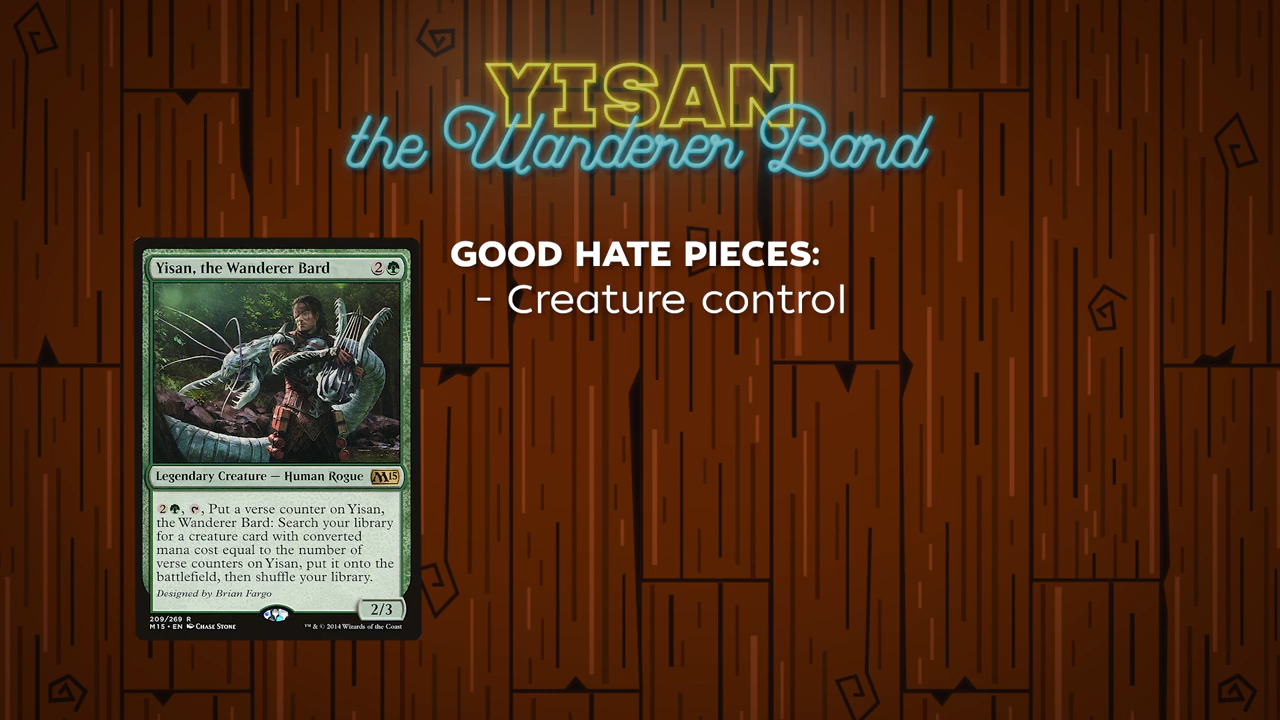 YISAN
the Wanderer Bard
GOOD HATE PIECES:
- Creature control
Yisan, the Wanderer Bard 2
Legendary Creature — Human Rogue M15
2 , , Put a verse counter on Yisan,
the Wanderer Bard: Search your library
for a creature card with converted
mana cost equal to the number of
verse counters on Yisan, put it onto the
battlefield, then shuffle your library.
Designed by Brian Fargo
2/3
209/269 R
M15 • EN Chase Stone
™ & © 2014 Wizards of the Coast